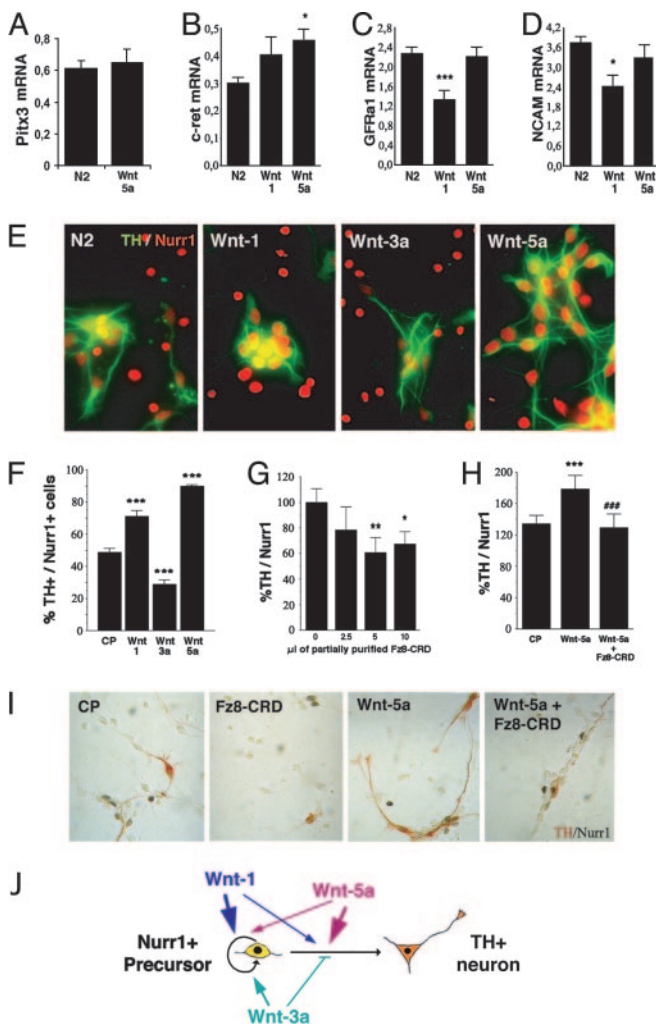 A
Pitx3 mRNA
0,8
0,6
0,4
0,2
0
N2
Wnt
5a
B
c-ret mRNA
0,5
0,4
0,3
0,2
0,1
0,0
*
N2
Wnt
1
Wnt
5a
C
GFRa1 mRNA
2,8
2,4
2,0
1,6
1,2
0,8
0,4
0
***
N2
Wnt
1
Wnt
5a
D
NCAM mRNA
4,8
3,6
2,4
1,2
0,0
*
N2
Wnt
1
Wnt
5a
E
N2
TH/ Nurr1
Wnt-1
Wnt-3a
Wnt-5a
F
% TH+ / Nurr1+ cells
100
80
60
40
20
0
***
***
***
CP
Wnt
1
Wnt
3a
Wnt
5a
G
%TH / Nurr1
120
100
80
60
40
20
0
**
*
0
2.5
5
10
µl of partially purified Fz8-CRD
H
%TH / Nurr1
200
160
120
80
40
0
***
###
CP
Wnt-5a
Wnt-5a
+
Fz8-CRD
I
CP
Fz8-CRD
Wnt-5a
Wnt-5a +
Fz8-CRD
TH/Nurr1
J
Wnt-1
Wnt-5a
Nurr1+
Precursor
TH+
neuron
Wnt-3a